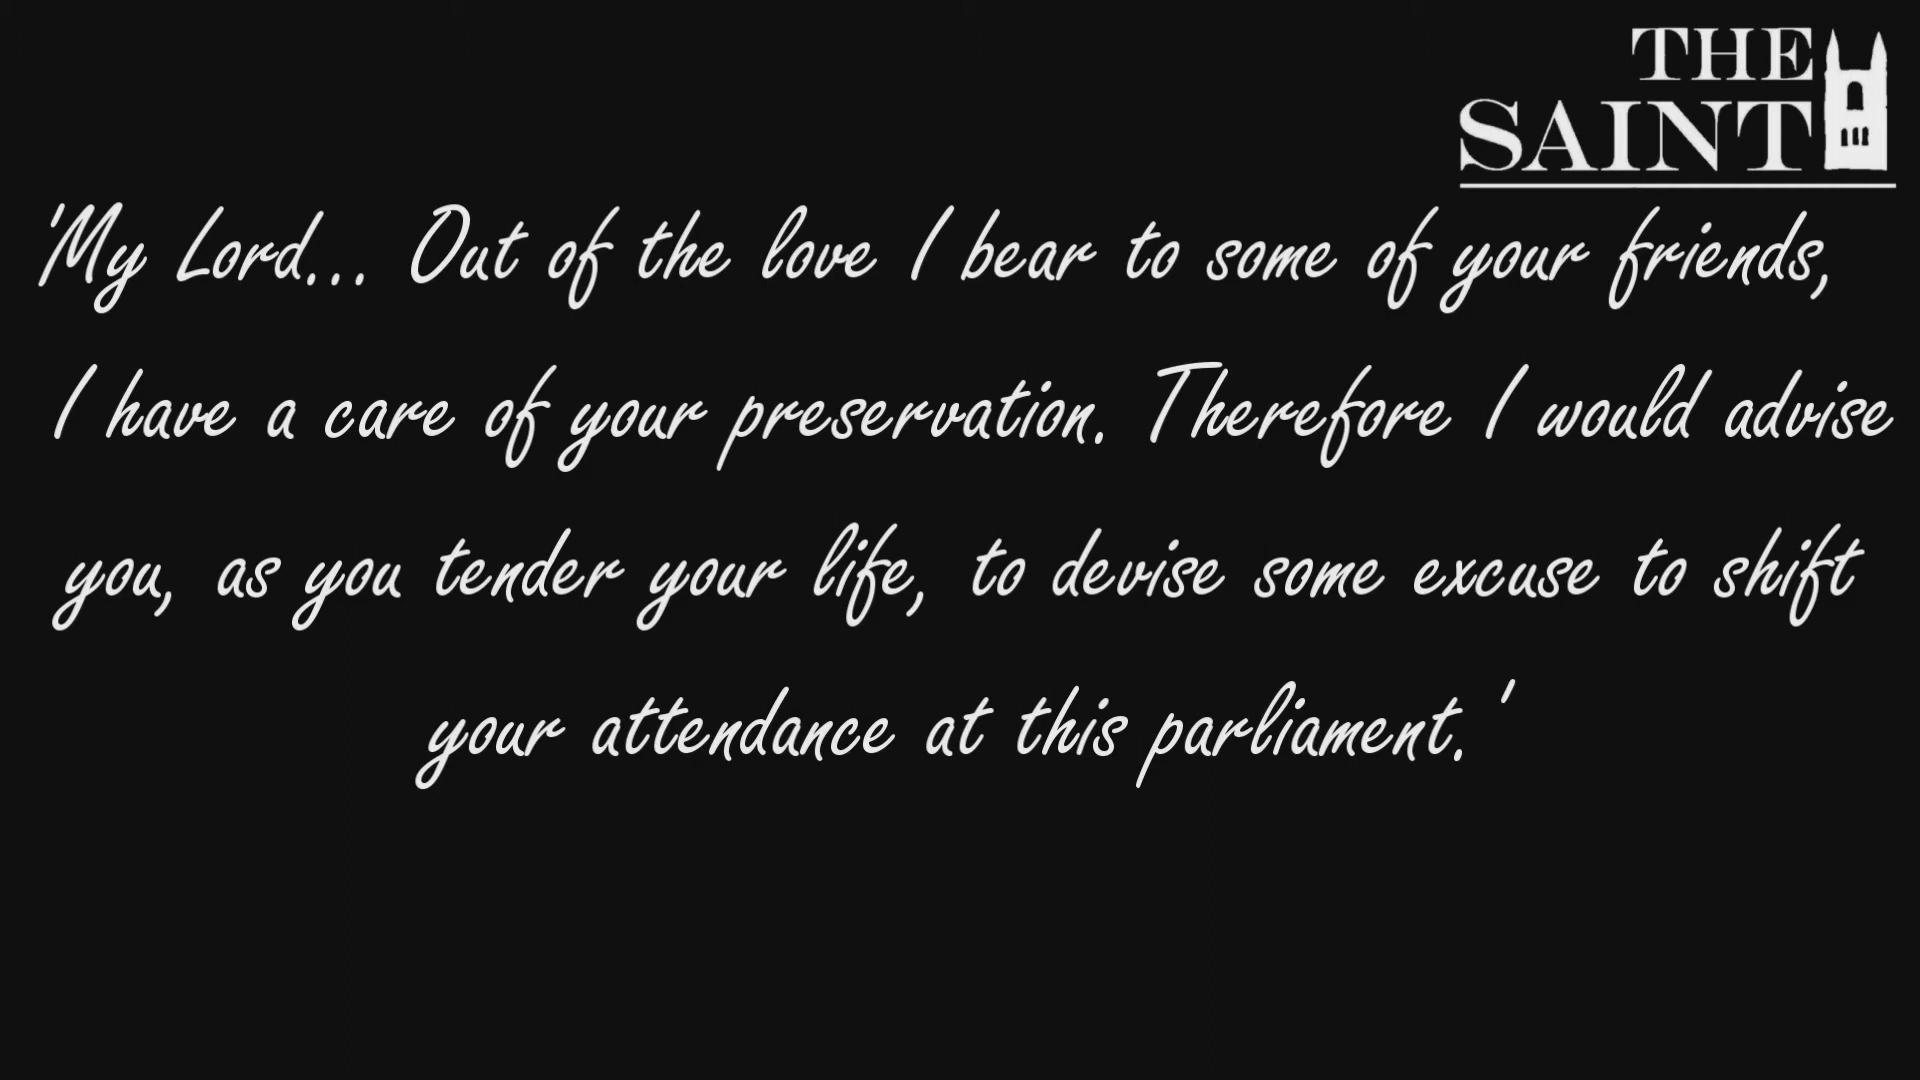 THE
SAINT
'My Lord... Out of the love I bear to some of your friends,
I have a care of your preservation. Therefore I would advise
you, as you tender your life, to devise some excuse to shift
your attendance at this parliament.'